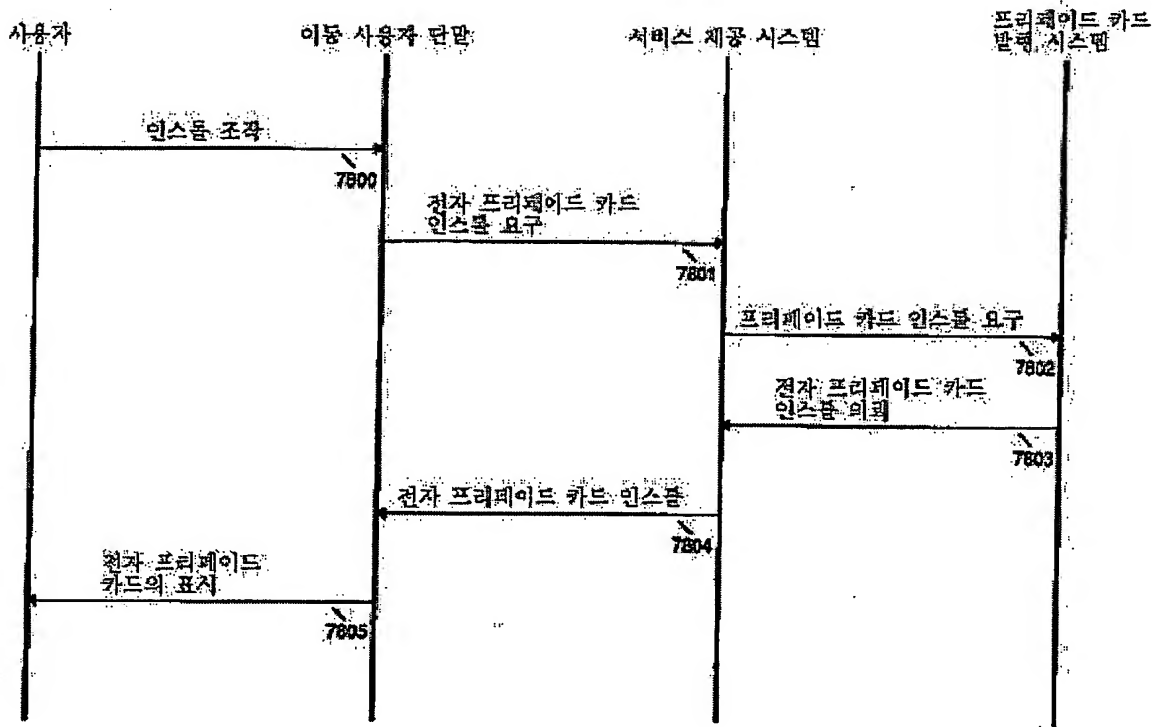 사용자
이동 사용자 단말
서비스 제공 시스템
프리페이드 카드
발행 시스템
인스톨 조작
7800
전자 프리페이드 카드
인스톨 요구
7801
프리페이드 카드 인스톨 요구
7802
전자 프리페이드 카드
인스톨 의뢰
7803
전자 프리페이드 카드 인스톨
7804
전자 프리페이드
카드의 표시
7805